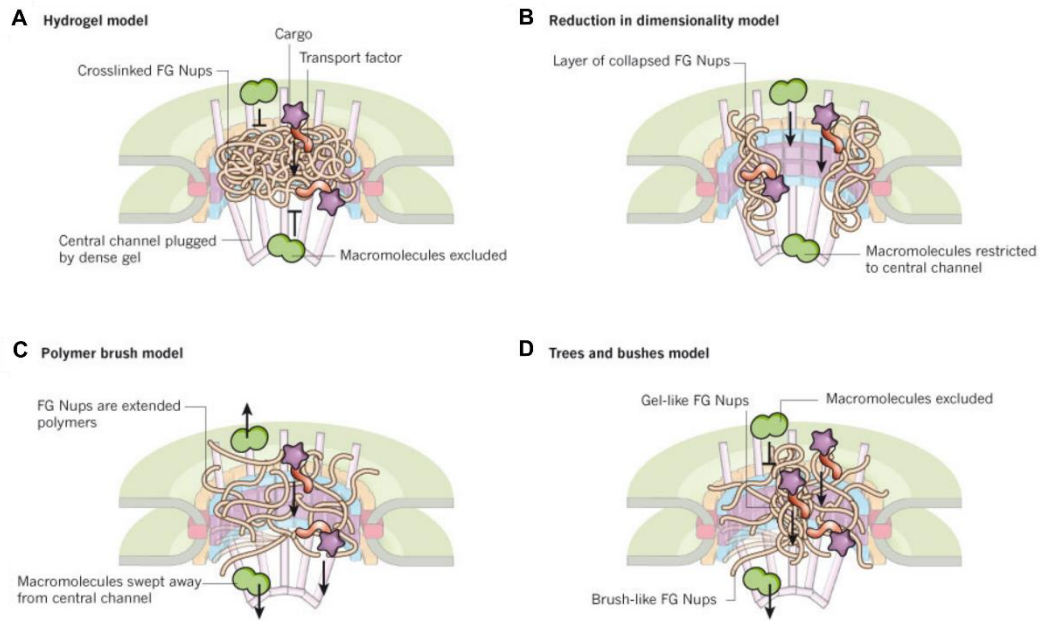 A Hydrogel model
Cargo
Transport factor
Crosslinked FG Nups
Central channel plugged
by dense gel
Macromolecules excluded
B Reduction in dimensionality model
Layer of collapsed FG Nups
Macromolecules restricted
to central channel
C Polymer brush model
FG Nups are extended
polymers
Macromolecules swept away
from central channel
D Trees and bushes model
Gel-like FG Nups
Macromolecules excluded
Brush-like FG Nups